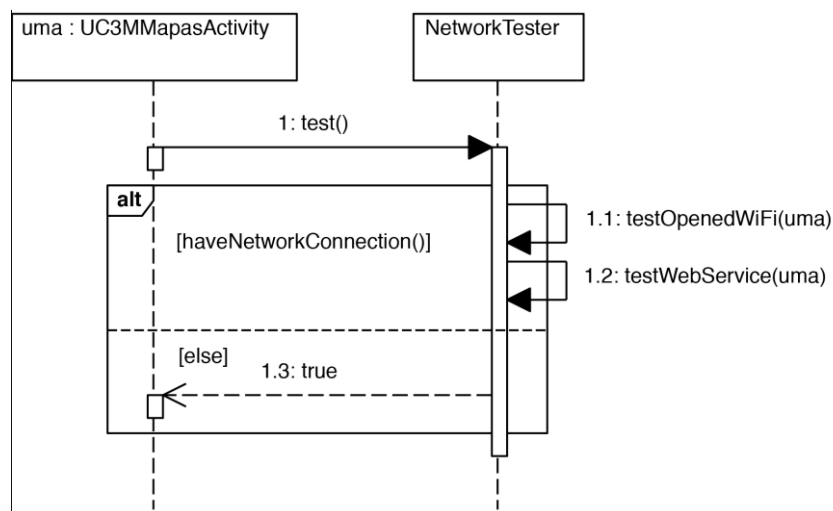 uma : UC3MMapasActivity
NetworkTester
1: test()
alt
1.1: testOpenedWiFi(uma)
[haveNetworkConnection()]
1.2: testWebService(uma)
[else]
1.3: true